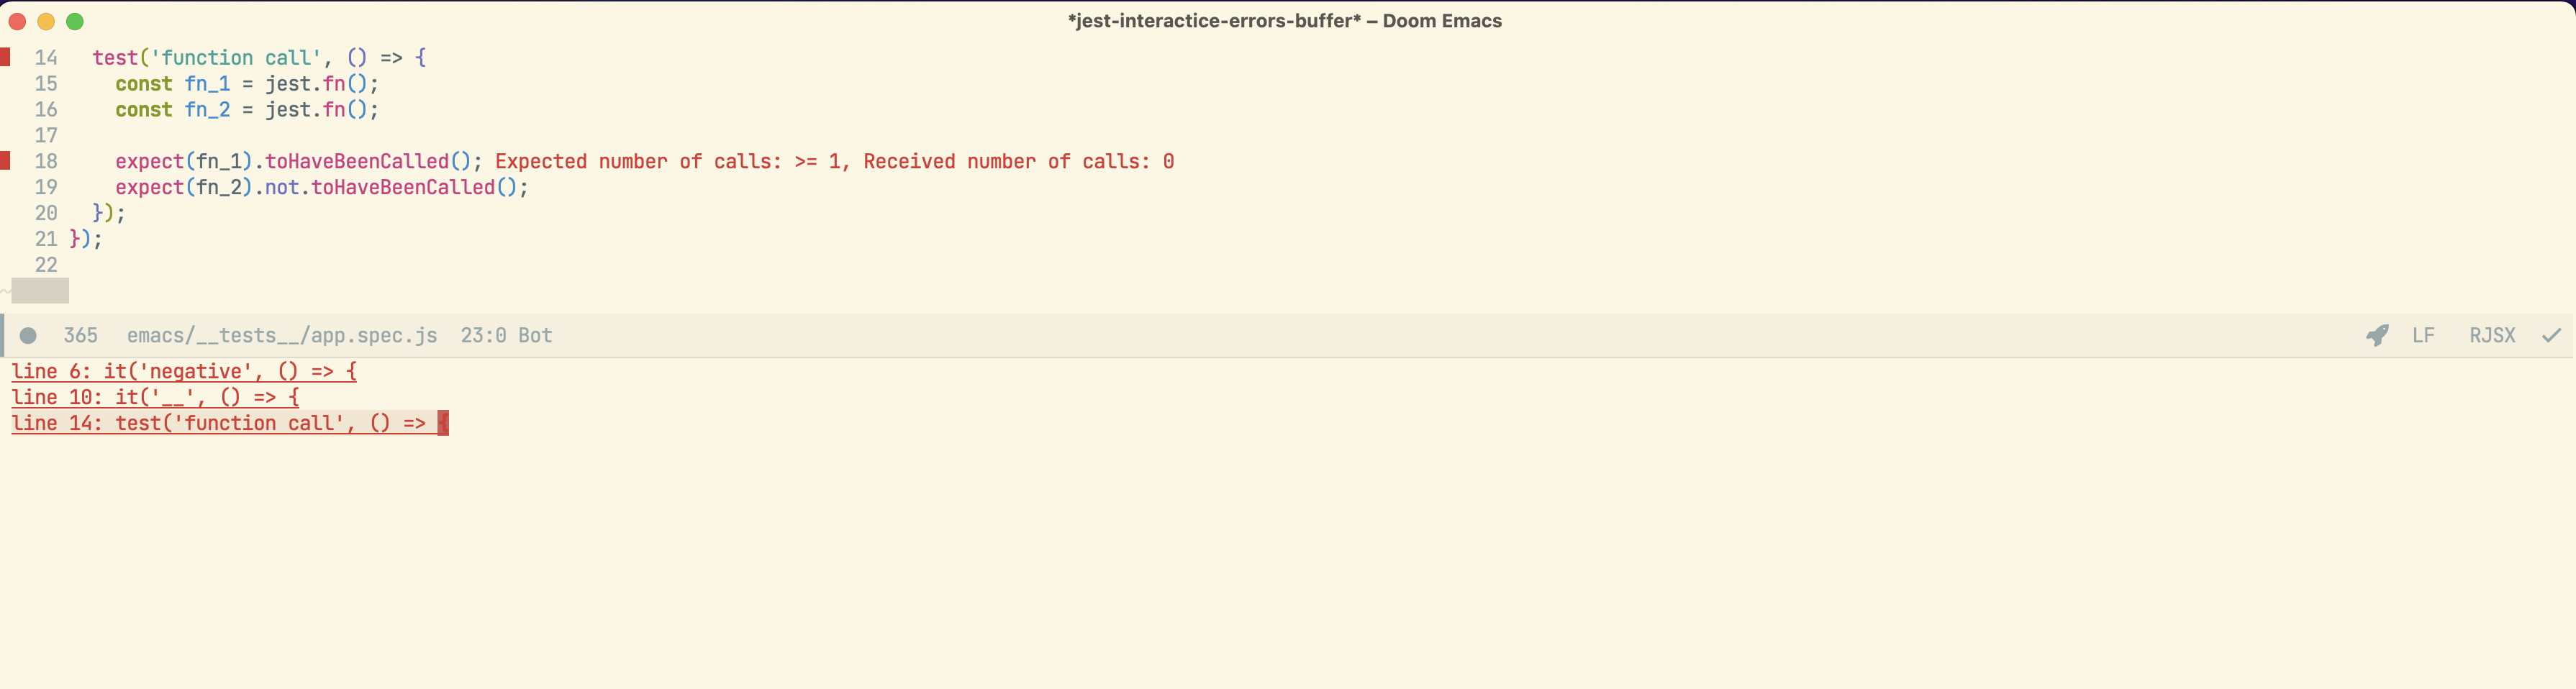 *jest-interactice-errors-buffer* – Doom Emacs
14 test('function call', () => {
15 const fn_1 = jest.fn();
16 const fn_2 = jest.fn();
17
18 expect(fn_1).toHaveBeenCalled(); Expected number of calls: >= 1, Received number of calls: 0
19 expect(fn_2).not.toHaveBeenCalled();
20 });
21 });
22
~
365 emacs/__tests__/app.spec.js 23:0 Bot LF RJSX
line 6: it('negative', () => {
line 10: it('__', () => {
line 14: test('function call', () => {